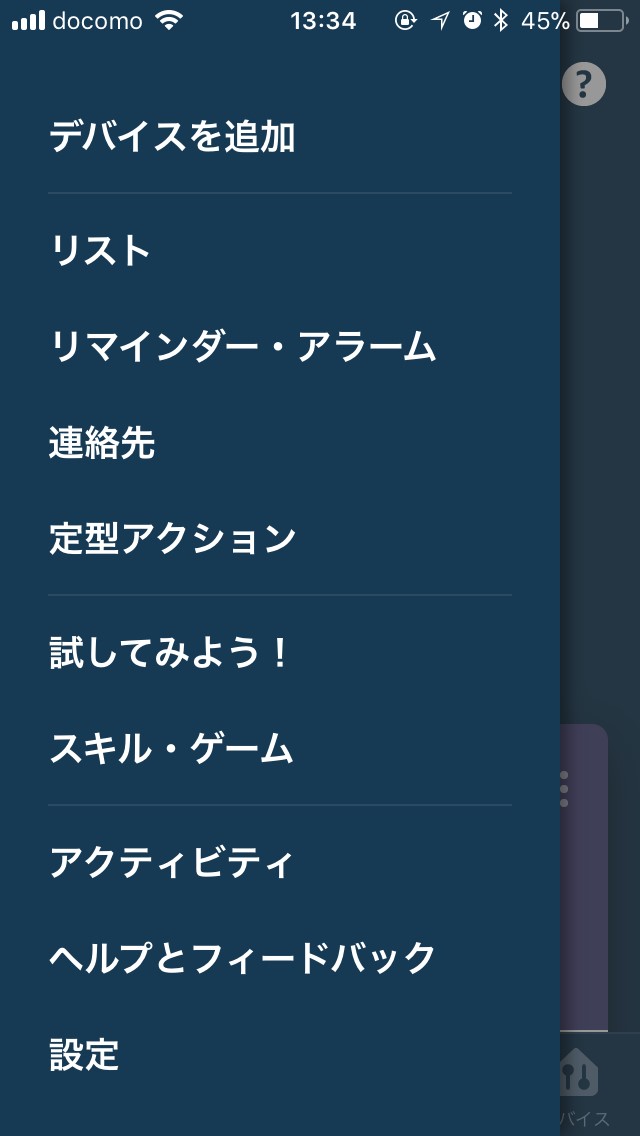 docomo 13:34 45%
?
デバイスを追加
リスト
リマインダー・アラーム
連絡先
定型アクション
試してみよう！
スキル・ゲーム
アクティビティ
ヘルプとフィードバック
設定
バイス